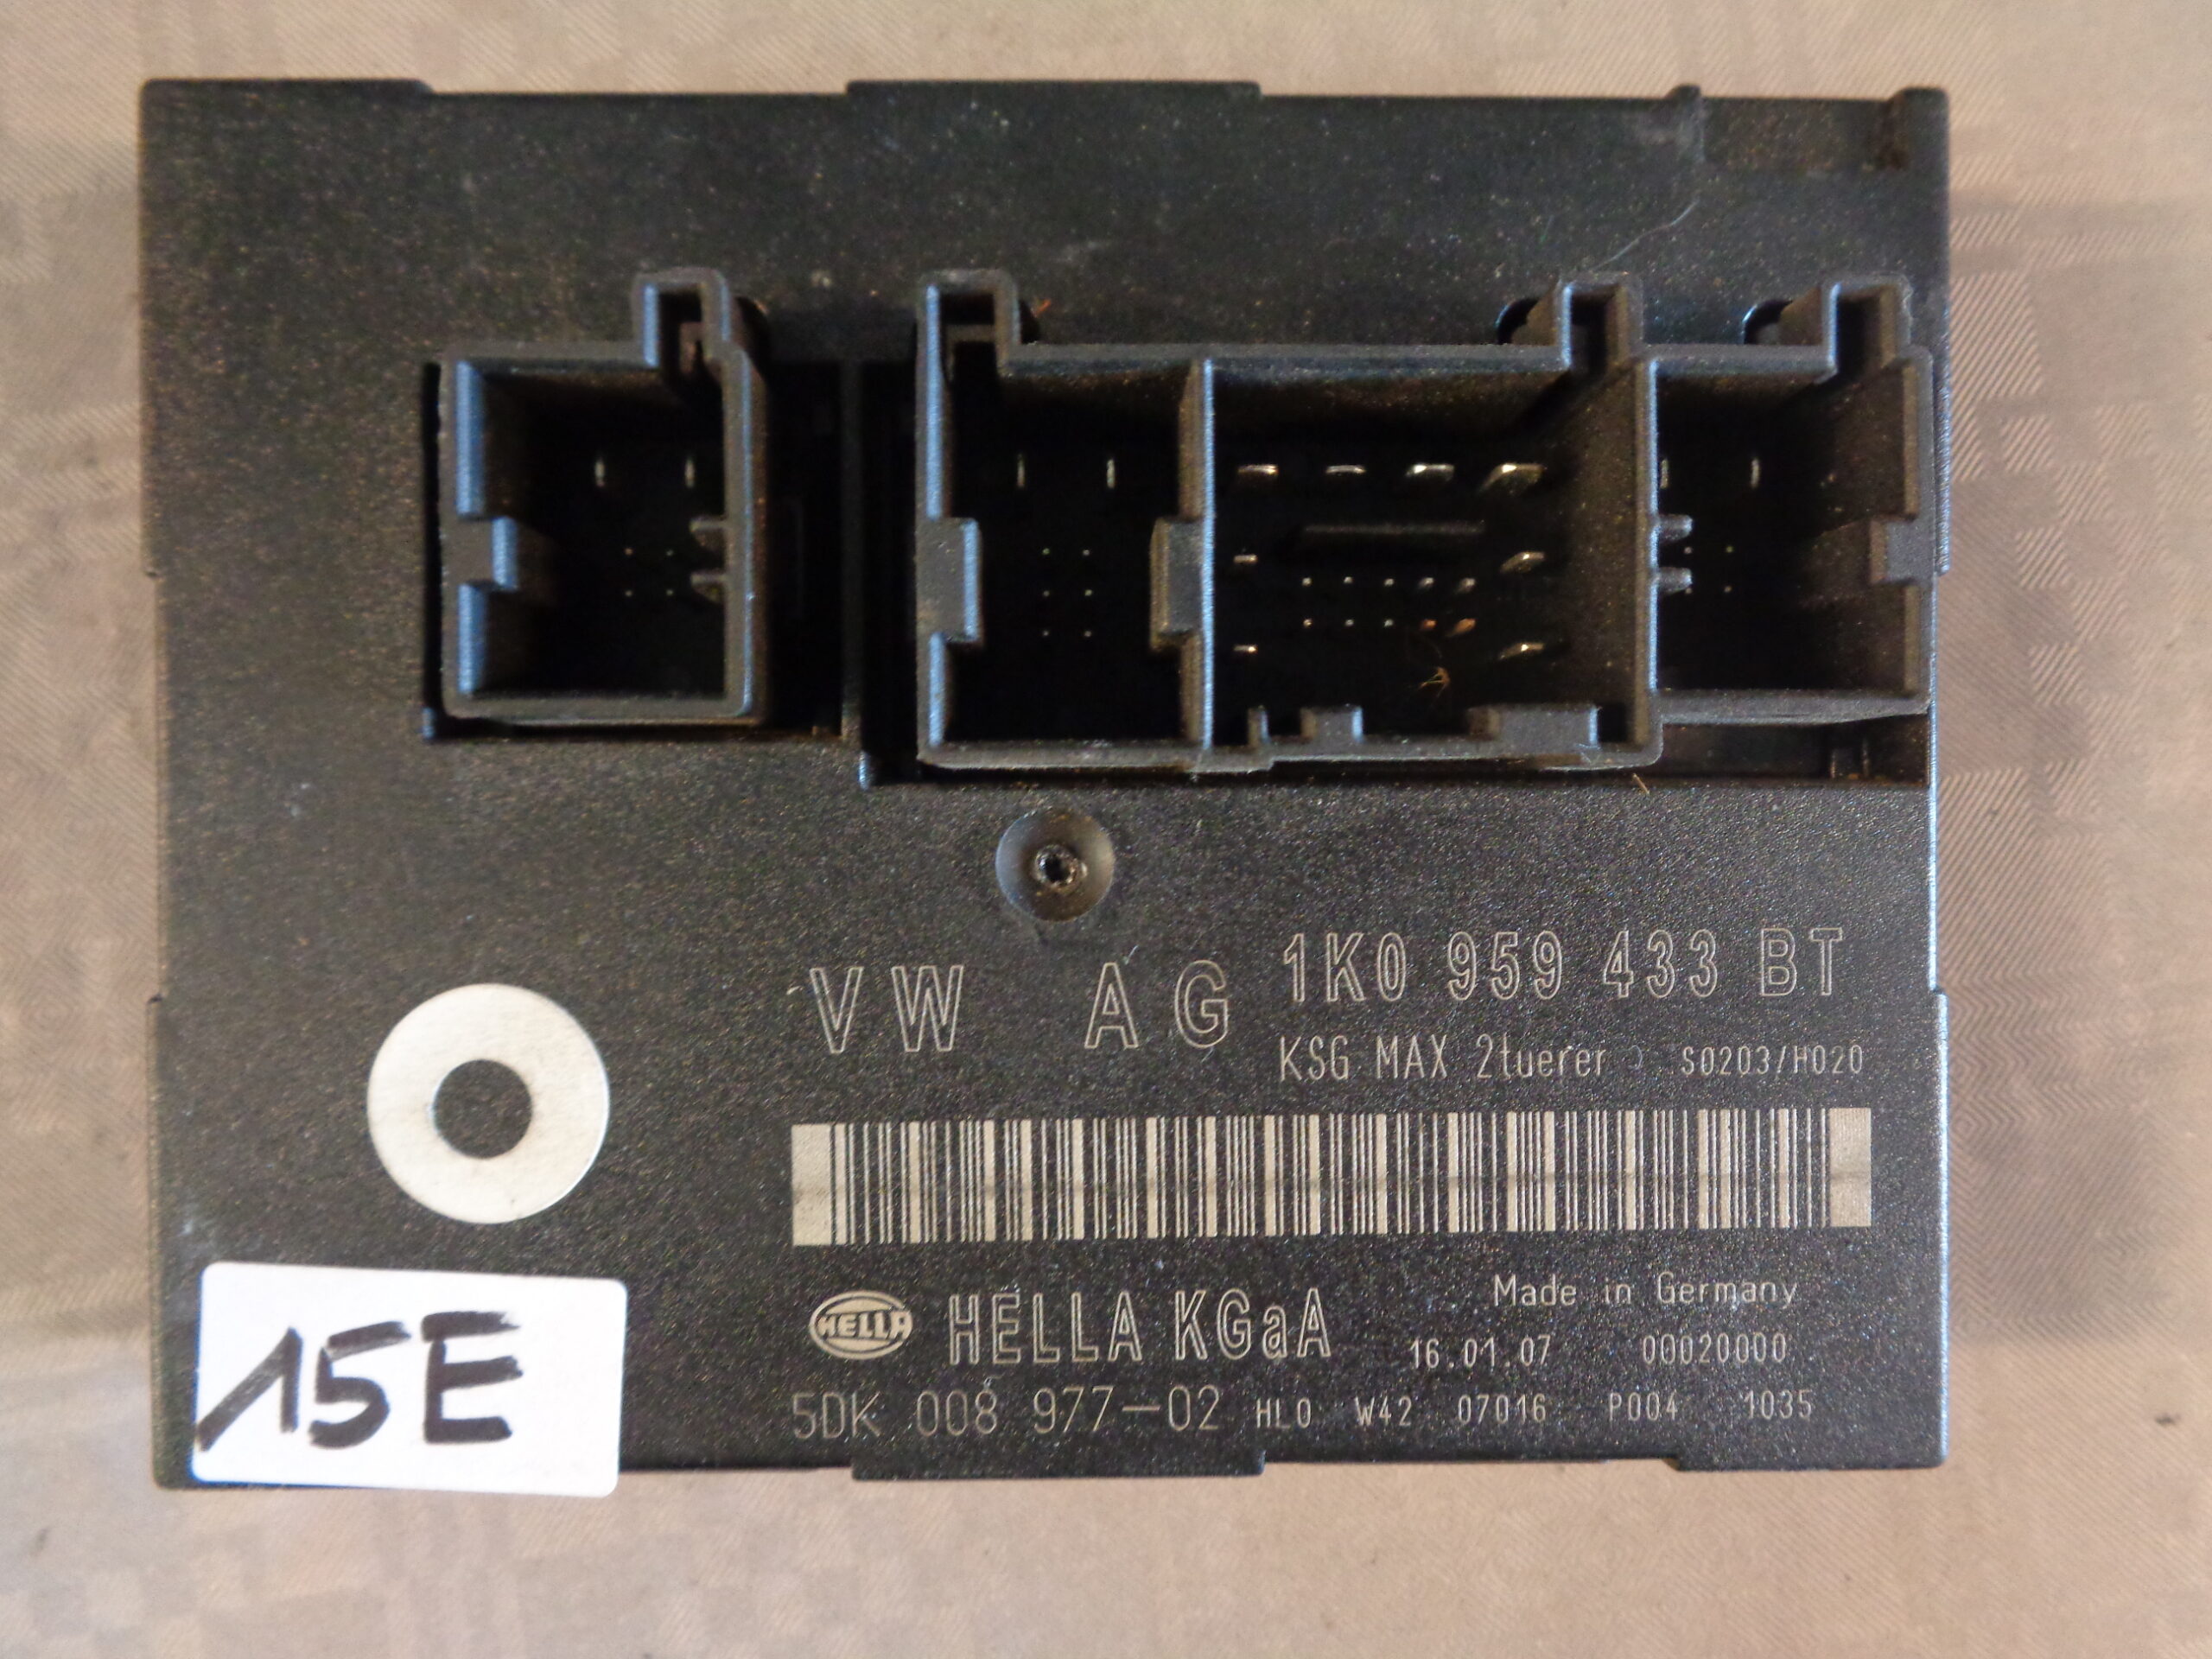 VW AG 1K0 959 433 BT
KSG MAX 2tuerer S0203/H020
HELLA HELLA KGaA Made in Germany
16.01.07 00020000
5DK 008 977-02 HL0 W42 07016 P004 1035
15E